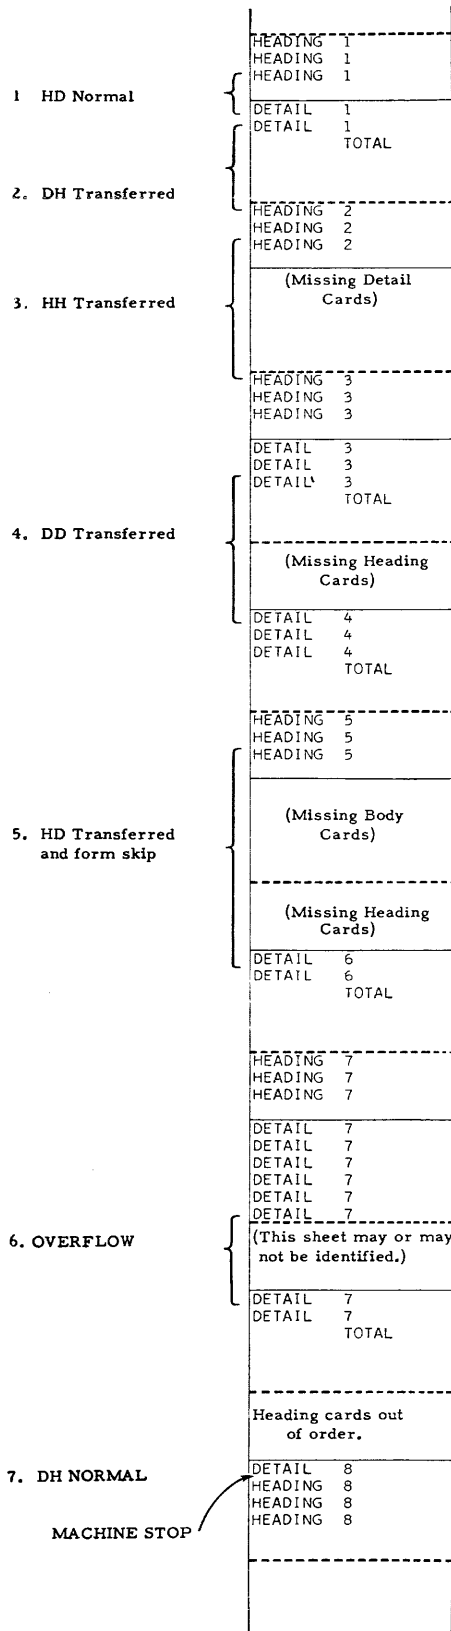 HEADING 1
HEADING 1
HEADING 1
1 HD Normal
DETAIL 1
DETAIL 1
TOTAL
2. DH Transferred
HEADING 2
HEADING 2
HEADING 2
(Missing Detail
Cards)
3. HH Transferred
HEADING 3
HEADING 3
HEADING 3
DETAIL 3
DETAIL 3
DETAIL 3
TOTAL
4. DD Transferred
(Missing Heading
Cards)
DETAIL 4
DETAIL 4
DETAIL 4
TOTAL
HEADING 5
HEADING 5
HEADING 5
5. HD Transferred
and form skip
(Missing Body
Cards)
(Missing Heading
Cards)
DETAIL 6
DETAIL 6
TOTAL
HEADING 7
HEADING 7
HEADING 7
DETAIL 7
DETAIL 7
DETAIL 7
DETAIL 7
DETAIL 7
DETAIL 7
6. OVERFLOW
(This sheet may or may
not be identified.)
DETAIL 7
DETAIL 7
TOTAL
Heading cards out
of order.
7. DH NORMAL
DETAIL 8
HEADING 8
HEADING 8
HEADING 8
MACHINE STOP